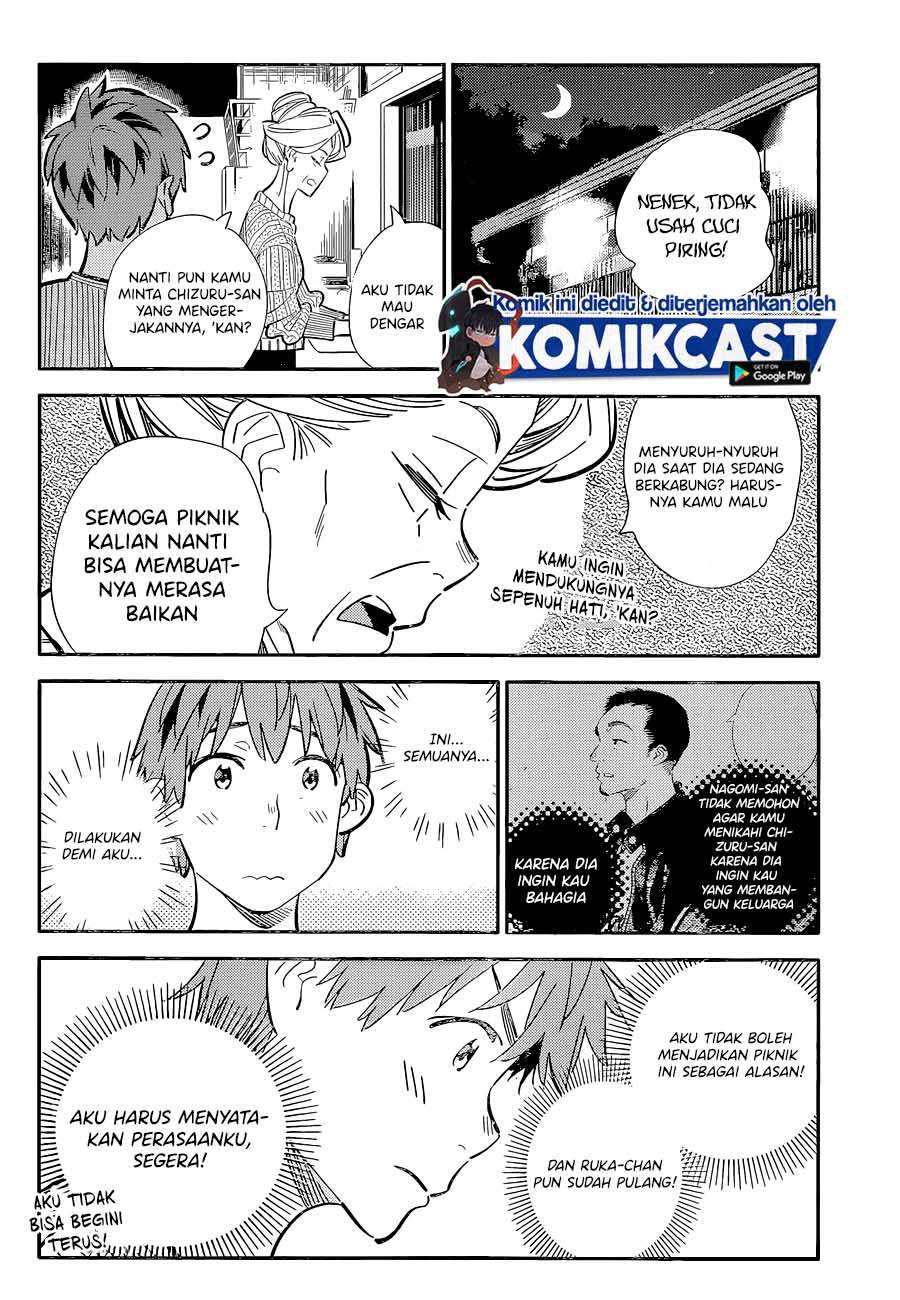 NENEK, TIDAK
USAH CUCI
PIRING!
AKU TIDAK
MAU
DENGAR
NANTI PUN KAMU
MINTA CHIZURU-SAN
YANG MENGER-
JAKANNYA, 'KAN?
Komik ini diedit & diterjemahkan oleh
KOMIKCAST
GET IT ON
Google Play
MENYURUH-NYURUH
DIA SAAT DIA SEDANG
BERKABUNG? HARUS-
NYA KAMU MALU
KAMU INGIN
MENDUKUNGNYA
SEPENUH HATI, 'KAN?
SEMOGA PIKNIK
KALIAN NANTI
BISA MEMBUAT-
NYA MERASA
BAIKAN
NAGOMI-SAN
TIDAK MEMOHON
AGAR KAMU
MENIKAHI CHI-
ZURU-SAN
KARENA DIA
INGIN KAU
YANG MEMBAN-
GUN KELUARGA
KARENA DIA
INGIN KAU
BAHAGIA
INI...
SEMUANYA...
DILAKUKAN
DEMI AKU...
AKU TIDAK BOLEH
MENJADIKAN PIKNIK
INI SEBAGAI ALASAN!
DAN RUKA-CHAN
PUN SUDAH PULANG!
AKU HARUS MENYATA-
KAN PERASAANKU,
SEGERA!
AKU TIDAK
BISA BEGINI
TERUS!